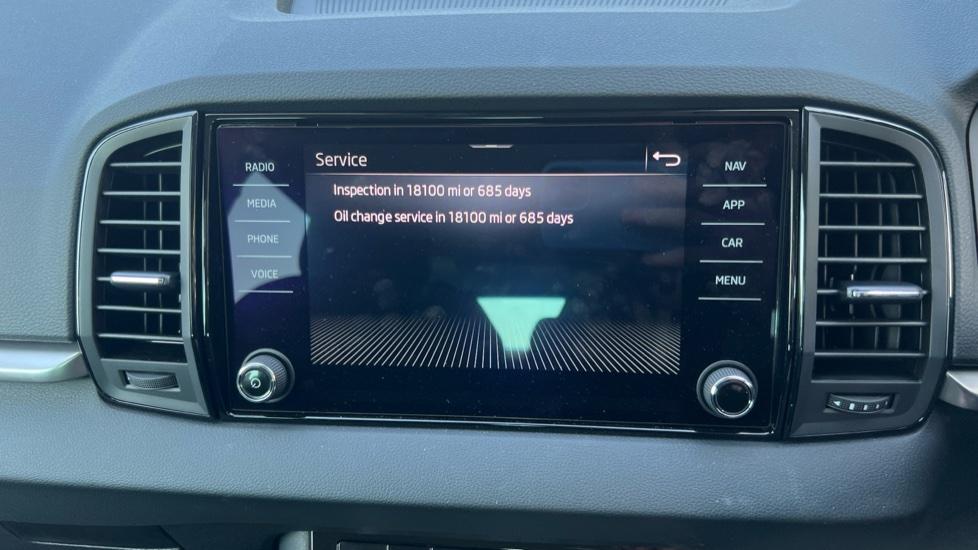 Service
Inspection in 18100 mi or 685 days
Oil change service in 18100 mi or 685 days
RADIO
MEDIA
PHONE
VOICE
NAV
APP
CAR
MENU